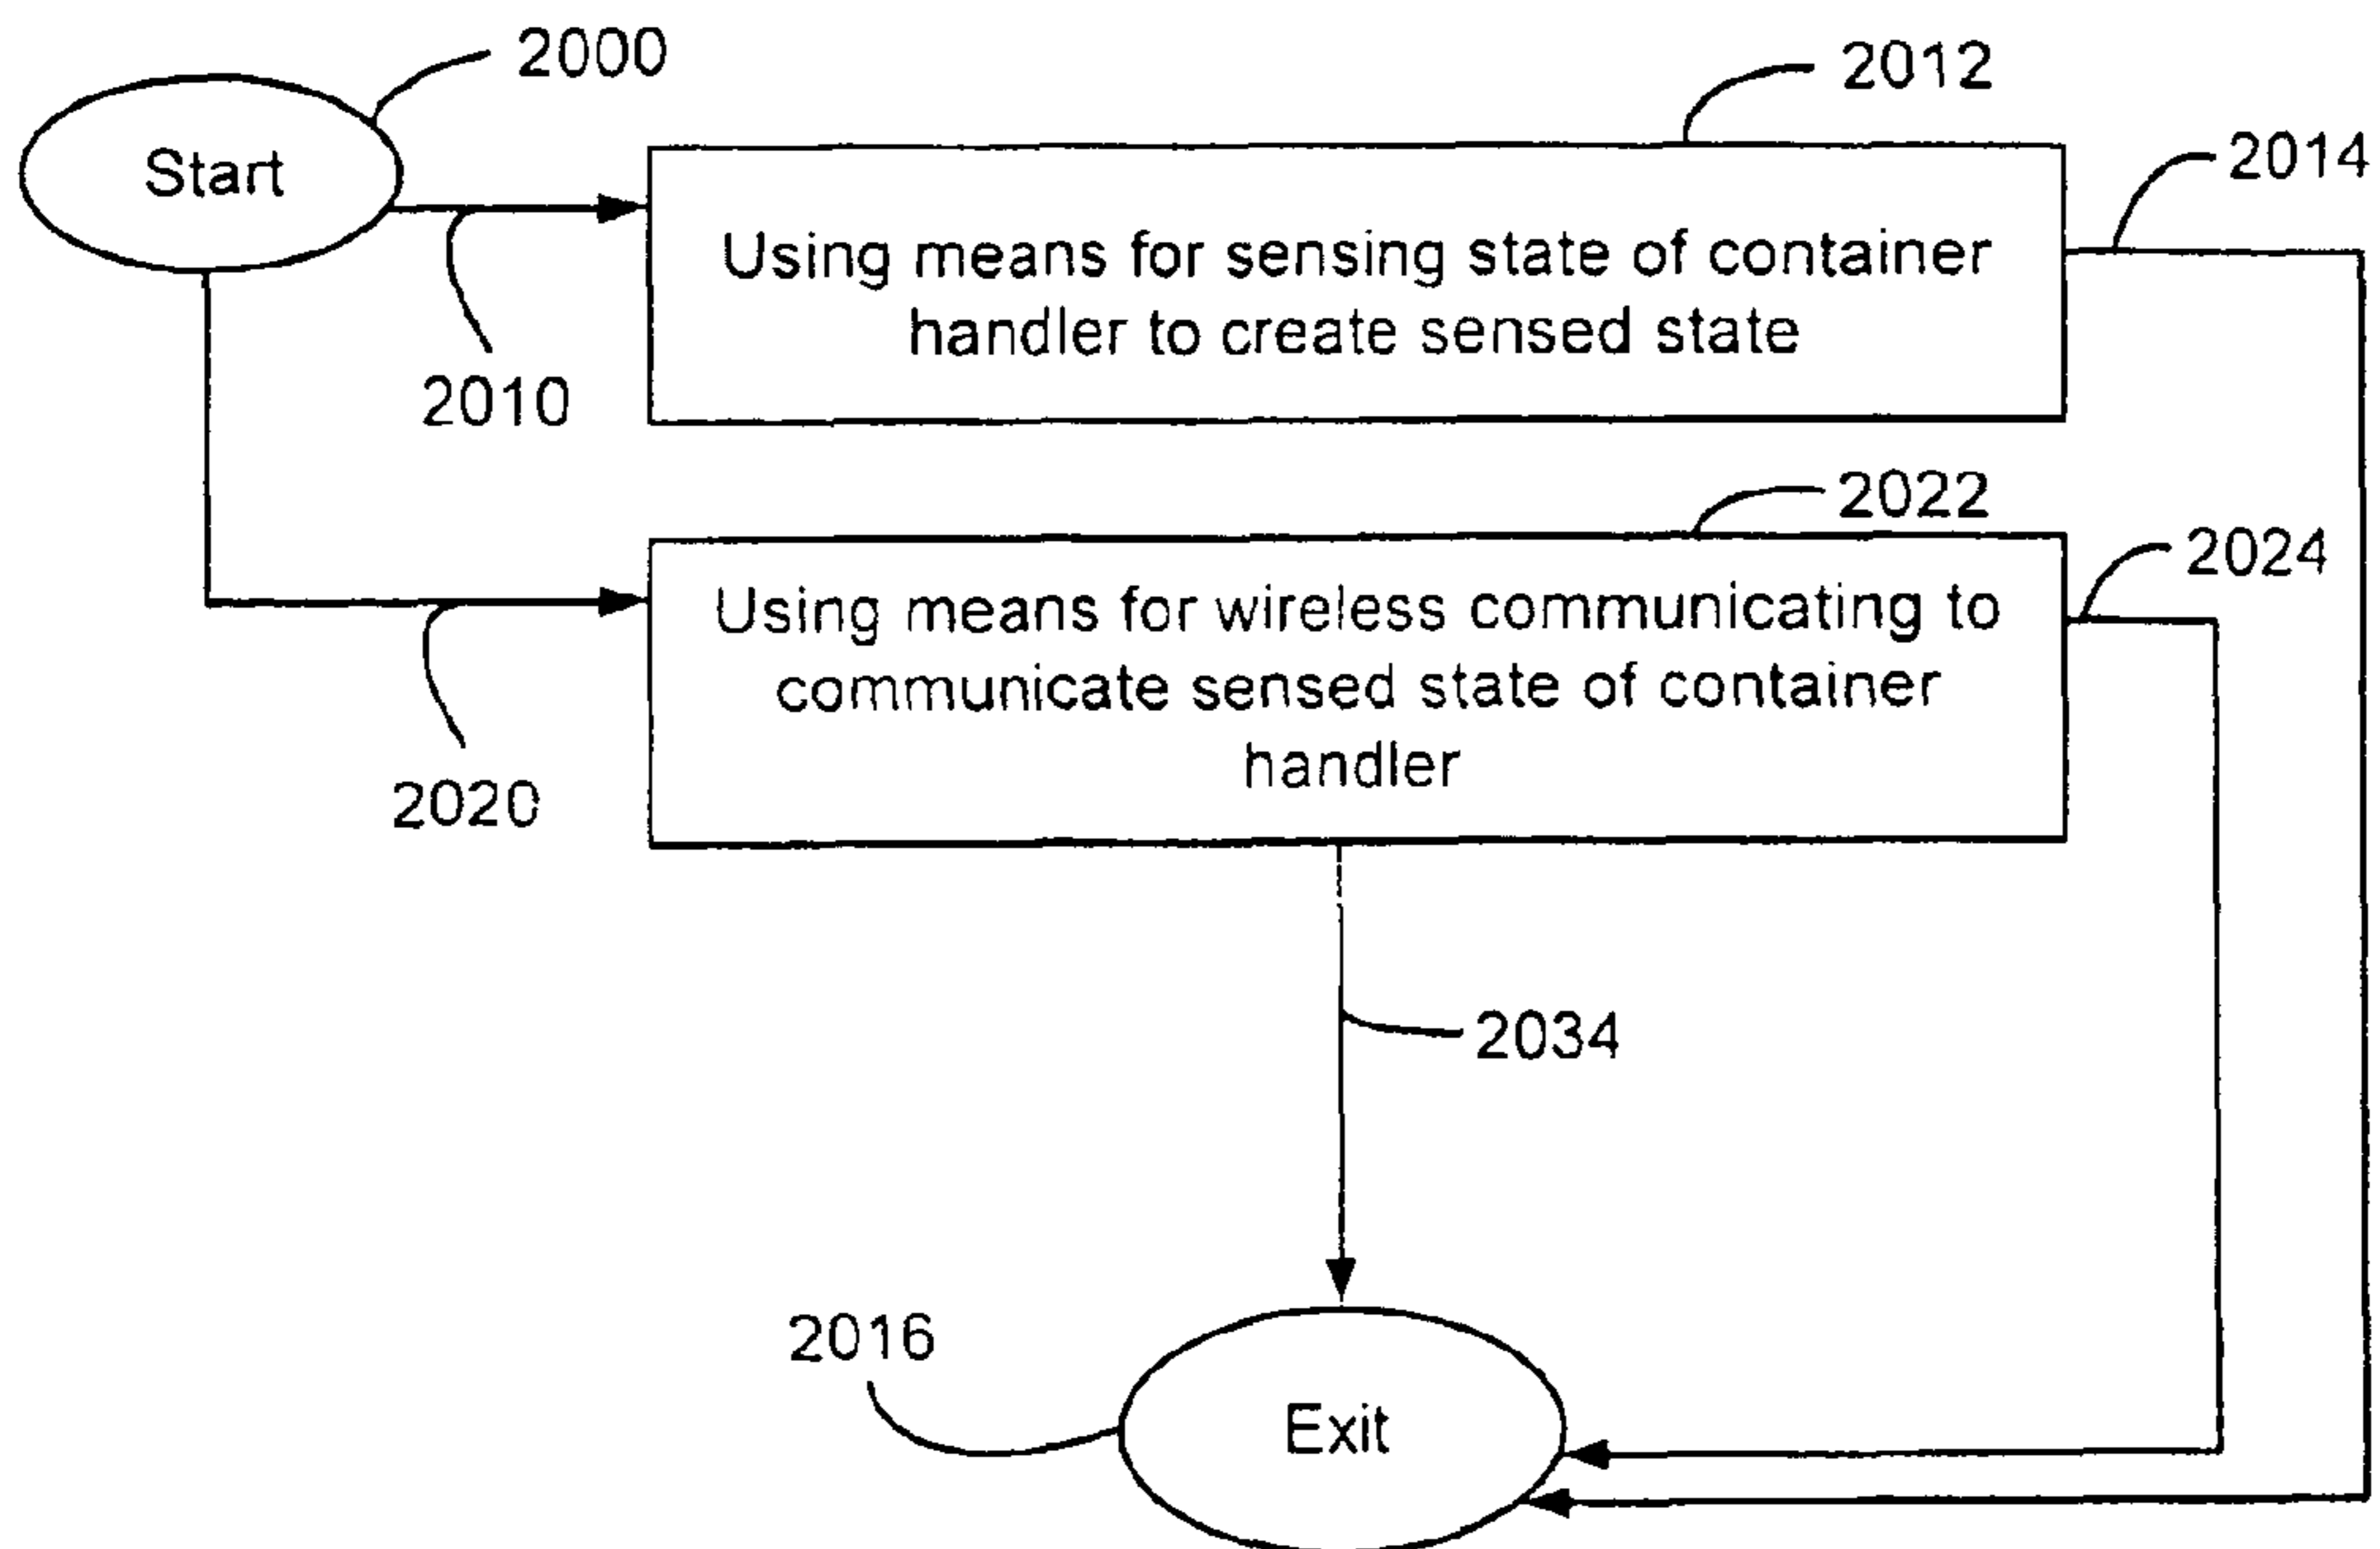 2000
Start
2012
2014
Using means for sensing state of container
handler to create sensed state
2010
2022
2024
Using means for wireless communicating to
communicate sensed state of container
handler
2020
2034
2016
Exit